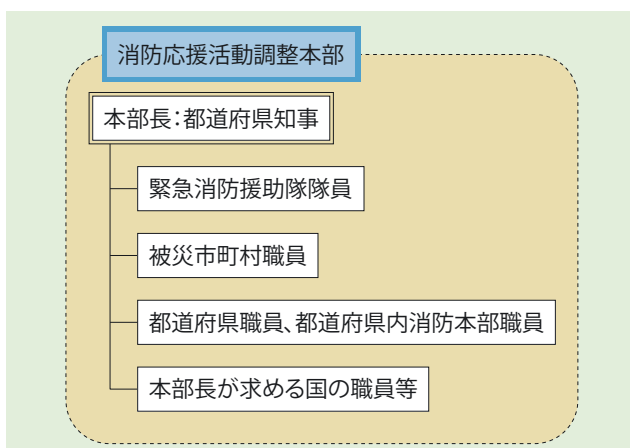 消防応援活動調整本部
本部長：都道府県知事
緊急消防援助隊隊員
被災市町村職員
都道府県職員、都道府県内消防本部職員
本部長が求める国の職員等